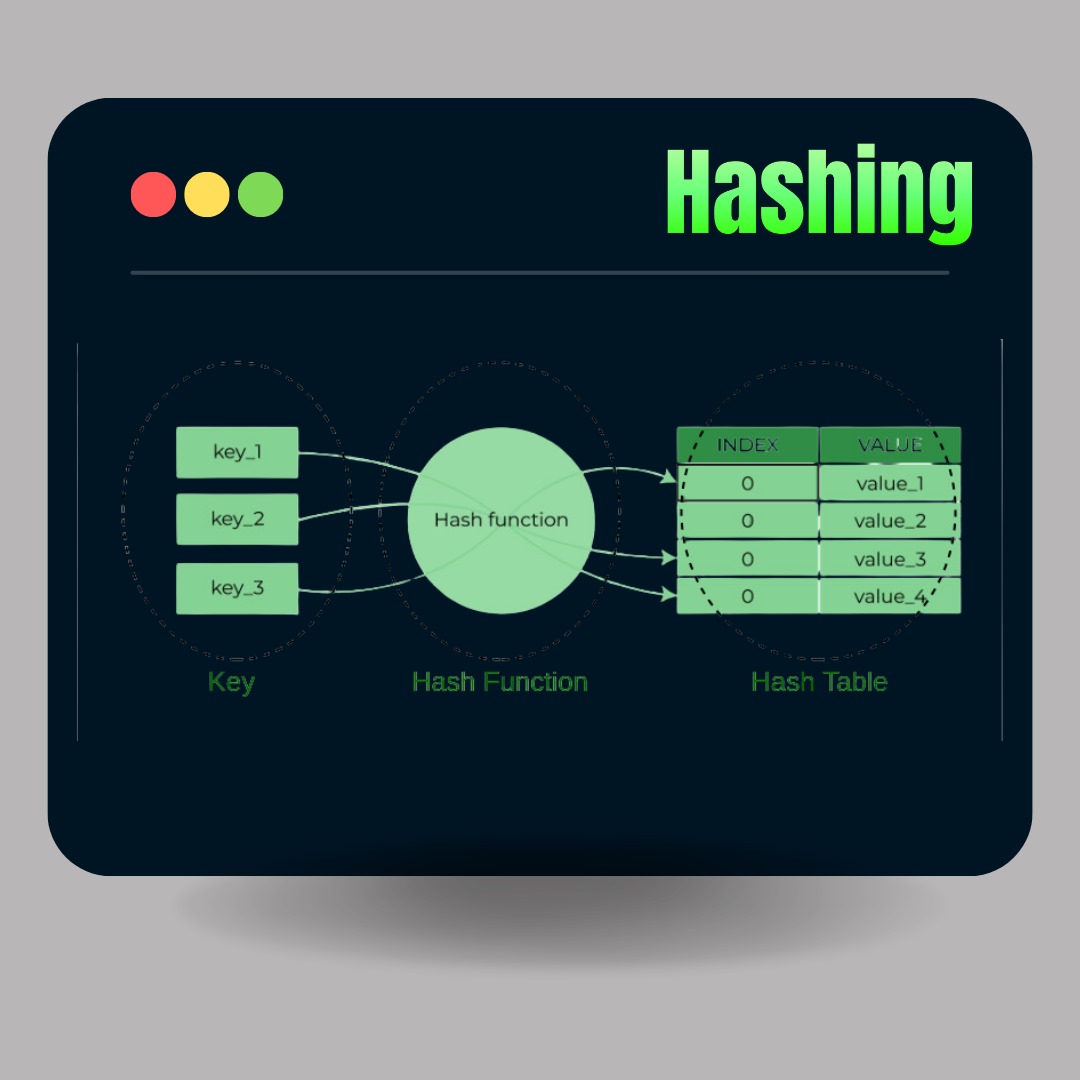 Hashing
key_1
key_2
key_3
Hash function
INDEX VALUE
0 value_1
0 value_2
0 value_3
0 value_4
Key
Hash Function
Hash Table